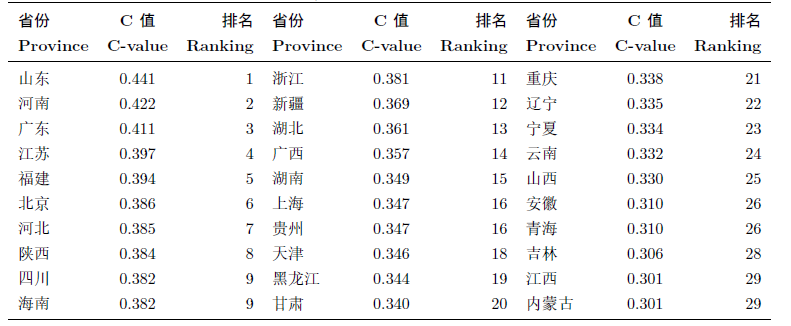 省份 C 值 排名 省份 C 值 排名 省份 C 值 排名
Province C-value Ranking Province C-value Ranking Province C-value Ranking
山东 0.441 1 浙江 0.381 11 重庆 0.338 21
河南 0.422 2 新疆 0.369 12 辽宁 0.335 22
广东 0.411 3 湖北 0.361 13 宁夏 0.334 23
江苏 0.397 4 广西 0.357 14 云南 0.332 24
福建 0.394 5 湖南 0.349 15 山西 0.330 25
北京 0.386 6 上海 0.347 16 安徽 0.310 26
河北 0.385 7 贵州 0.347 16 青海 0.310 26
陕西 0.384 8 天津 0.346 18 吉林 0.306 28
四川 0.382 9 黑龙江 0.344 19 江西 0.301 29
海南 0.382 9 甘肃 0.340 20 内蒙古 0.301 29